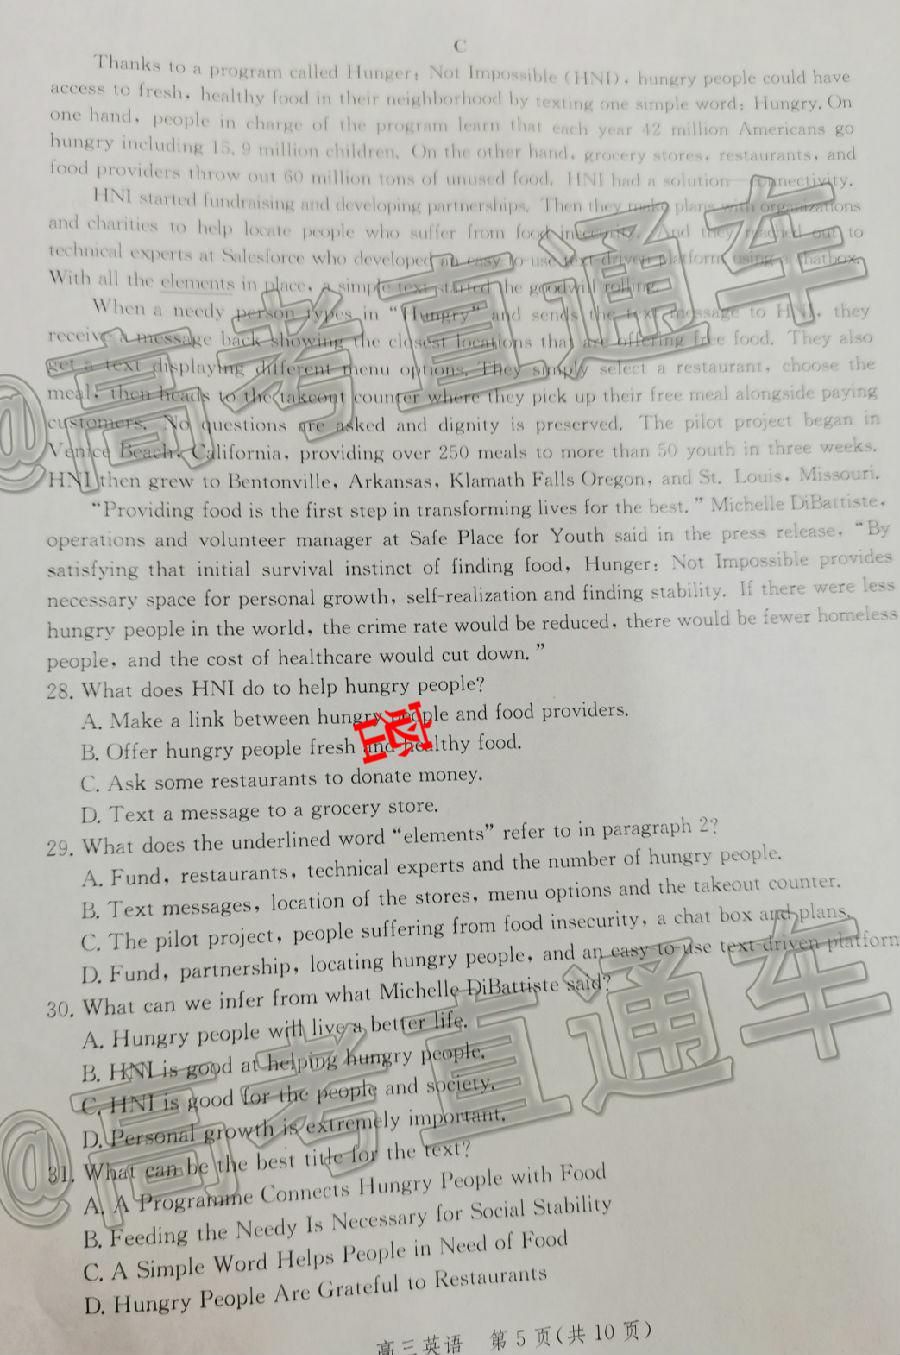 C
Thanks to a program called Hunger: Not Impossible (HNI), hungry people could have
access to fresh, healthy food in their neighborhood by texting one simple word: Hungry. On
one hand, people in charge of the program learn that each year 42 million Americans go
hungry including 15.9 million children. On the other hand, grocery stores, restaurants, and
food providers throw out 60 million tons of unused food. HNI had a solution—connectivity.
HNI started fundraising and developing partnerships. Then they make plans with organizations
and charities to help locate people who suffer from food insecurity. And they reached out to
technical experts at Salesforce who developed an easy to use text-driven platform using a chatbox.
With all the elements in place, a simple text started the goodwill rolling.
When a needy person types in “Hungry” and sends the text message to HNI, they
receive a message back showing the closest locations that are offering free food. They also
get a text displaying different menu options. They simply select a restaurant, choose the
meal, then heads to the takeout counter where they pick up their free meal alongside paying
customers. No questions are asked and dignity is preserved. The pilot project began in
Venice Beach, California, providing over 250 meals to more than 50 youth in three weeks.
HNI then grew to Bentonville, Arkansas, Klamath Falls Oregon, and St. Louis, Missouri.
“Providing food is the first step in transforming lives for the best.” Michelle DiBattiste,
operations and volunteer manager at Safe Place for Youth said in the press release, “By
satisfying that initial survival instinct of finding food, Hunger: Not Impossible provides
necessary space for personal growth, self-realization and finding stability. If there were less
hungry people in the world, the crime rate would be reduced, there would be fewer homeless
people, and the cost of healthcare would cut down.”
28. What does HNI do to help hungry people?
A. Make a link between hungry people and food providers.
B. Offer hungry people fresh and healthy food.
C. Ask some restaurants to donate money.
D. Text a message to a grocery store.
29. What does the underlined word “elements” refer to in paragraph 2?
A. Fund, restaurants, technical experts and the number of hungry people.
B. Text messages, location of the stores, menu options and the takeout counter.
C. The pilot project, people suffering from food insecurity, a chat box and plans.
D. Fund, partnership, locating hungry people, and an easy to use text-driven platform
30. What can we infer from what Michelle DiBattiste said?
A. Hungry people will live a better life.
B. HNI is good at helping hungry people.
C. HNI is good for the people and society.
D. Personal growth is extremely important.
31. What can be the best title for the text?
A. A Programme Connects Hungry People with Food
B. Feeding the Needy Is Necessary for Social Stability
C. A Simple Word Helps People in Need of Food
D. Hungry People Are Grateful to Restaurants
高三英语 第5页(共10页)
@高考直通车
@高考直通车